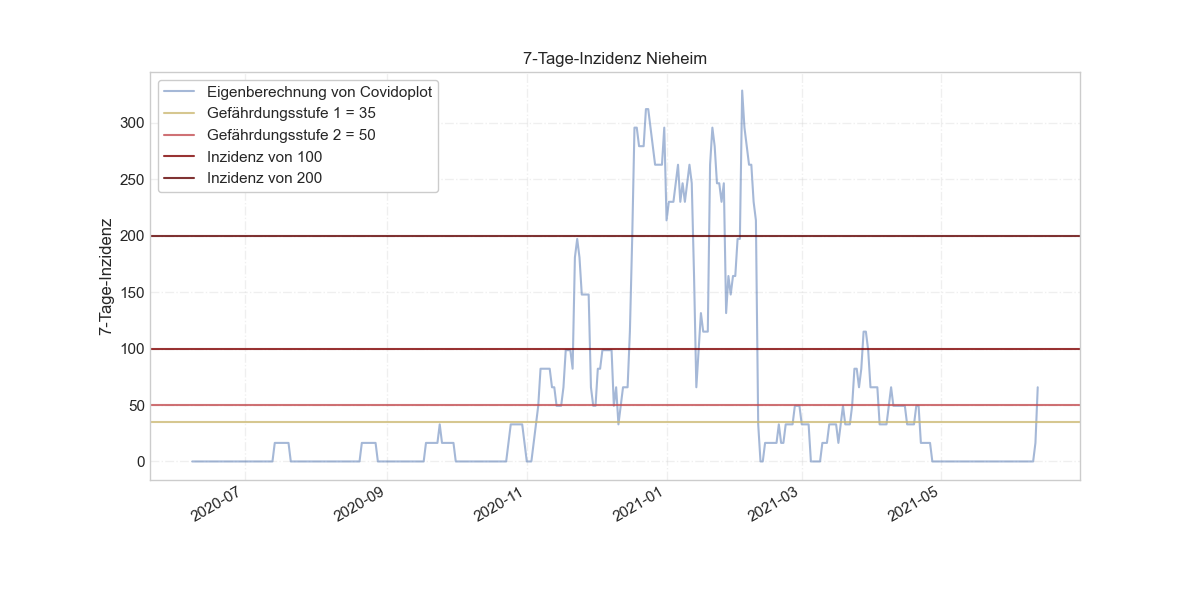 7-Tage-Inzidenz Nieheim
Eigenberechnung von Covidoplot
Gefährdungsstufe 1 = 35
Gefährdungsstufe 2 = 50
Inzidenz von 100
Inzidenz von 200
7-Tage-Inzidenz
300
250
200
150
100
50
0
2020-07
2020-09
2020-11
2021-01
2021-03
2021-05